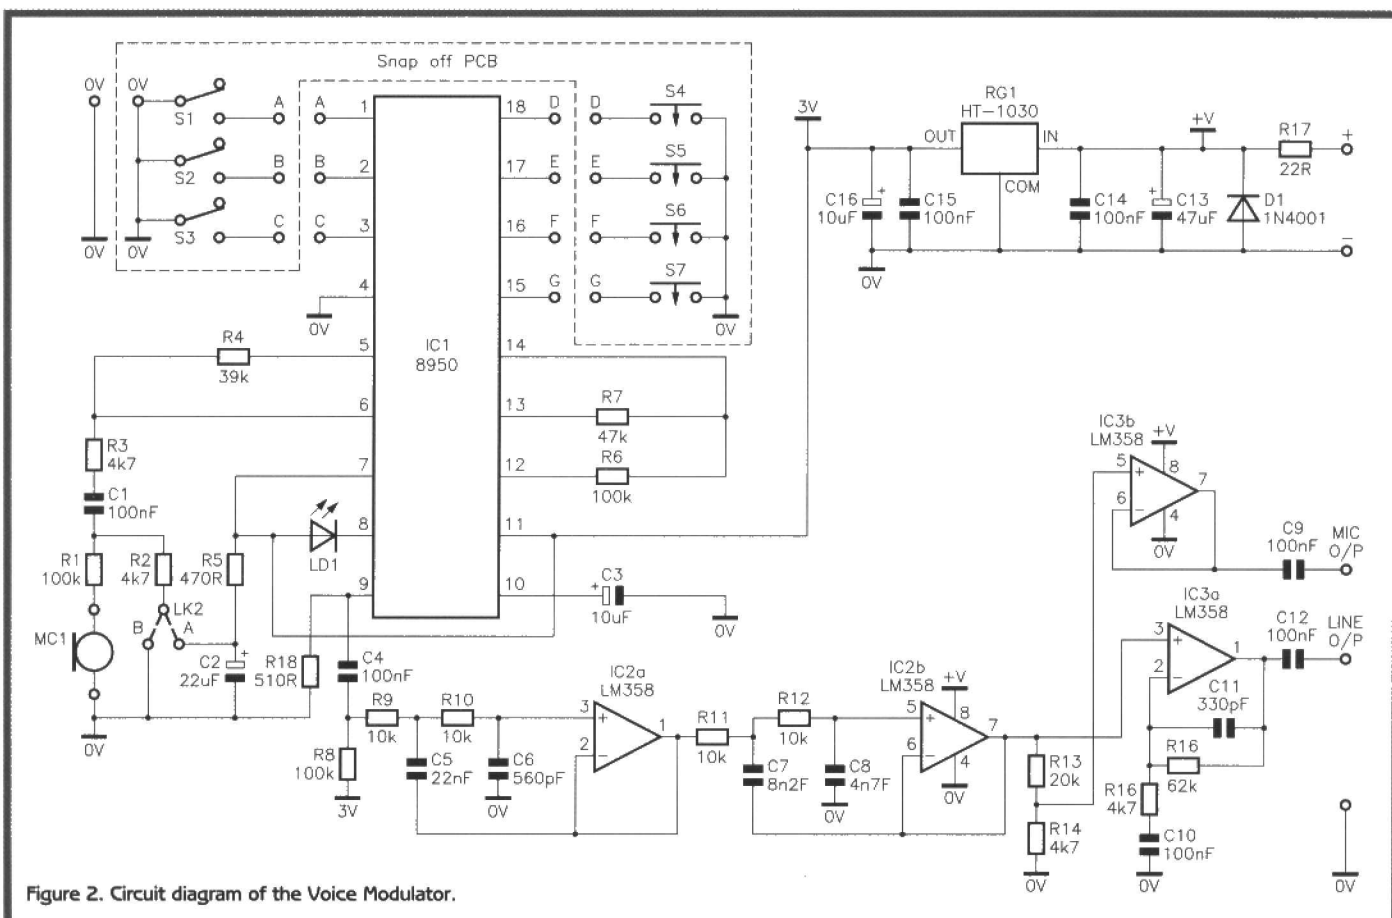 Snap off PCB
0V
0V
S1
A
A
1
18
D
D
S4
S2
B
B
2
17
E
E
S5
S3
C
C
3
16
F
F
S6
0V
0V
4
15
G
G
S7
0V
0V
IC1
8950
R4
39k
5
14
6
13
R7
47k
R3
4k7
7
12
R6
100k
C1
100nF
8
11
LD1
R1
100k
R2
4k7
R5
470R
9
10
C3
+
10uF
0V
LK2
B
A
MC1
C2
+
22uF
R18
510R
C4
100nF
0V
R8
100k
3V
R9
10k
R10
10k
C5
22nF
C6
560pF
0V
IC2a
LM358
3
+
2
−
1
R11
10k
R12
10k
C7
8n2F
C8
4n7F
0V
IC2b
LM358
+V
5
+
8
6
−
4
7
0V
R13
20k
R14
4k7
0V
3V
RG1
HT-1030
OUT
IN
COM
+V
R17
22R
+
C16
+
10uF
C15
100nF
C14
100nF
C13
+
47uF
D1
1N4001
−
0V
IC3b
LM358
+V
5
+
8
6
−
4
7
0V
C9
100nF
MIC
O/P
IC3a
LM358
3
+
2
−
1
C12
100nF
LINE
O/P
C11
330pF
R16
62k
R16
4k7
C10
100nF
0V
0V
Figure 2. Circuit diagram of the Voice Modulator.